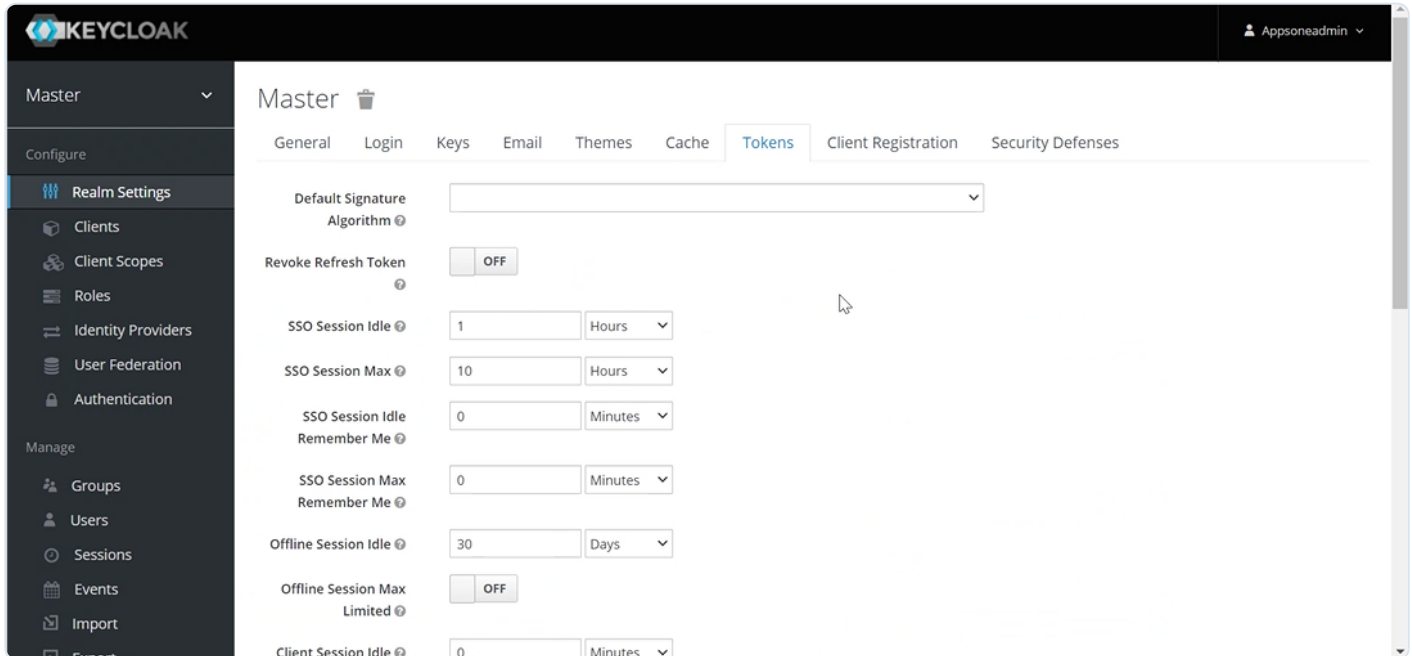 KEYCLOAK
Appsoneadmin
Master
Configure
Realm Settings
Clients
Client Scopes
Roles
Identity Providers
User Federation
Authentication
Manage
Groups
Users
Sessions
Events
Import
Export
Master
General Login Keys Email Themes Cache Tokens Client Registration Security Defenses
Default Signature
Algorithm
Revoke Refresh Token OFF
SSO Session Idle 1 Hours
SSO Session Max 10 Hours
SSO Session Idle 0 Minutes
Remember Me
SSO Session Max 0 Minutes
Remember Me
Offline Session Idle 30 Days
Offline Session Max OFF
Limited
Client Session Idle 0 Minutes